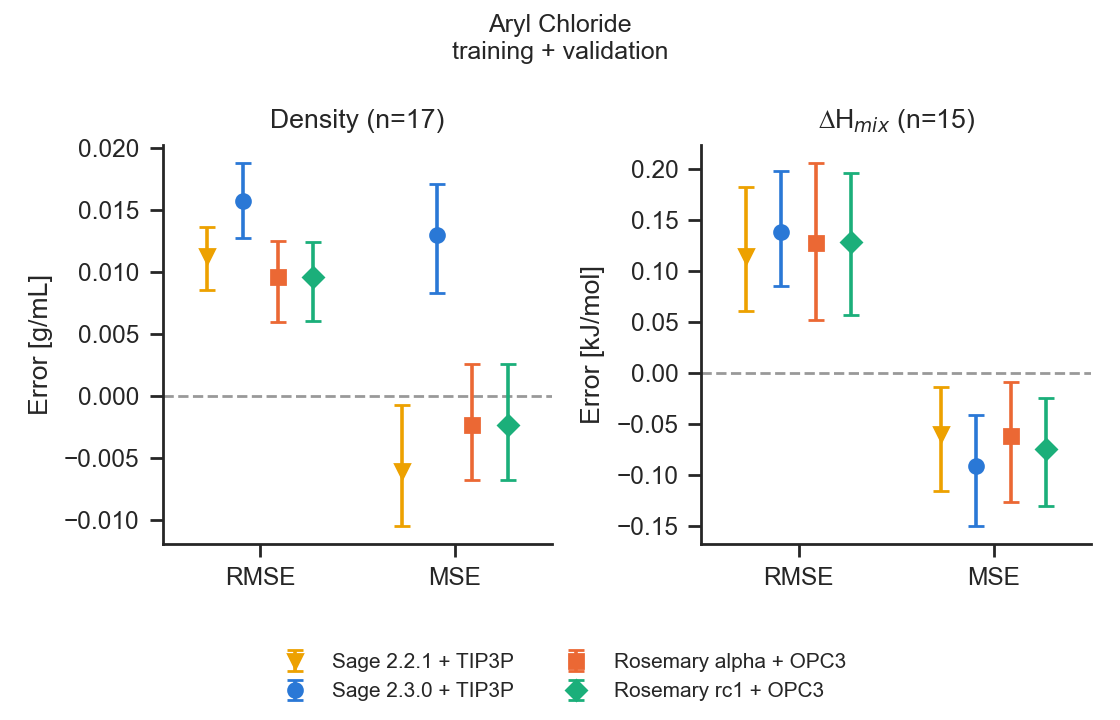 Aryl Chloride
training + validation
Density (n=17)
0.020
0.015
0.010
0.005
0.000
−0.005
−0.010
Error [g/mL]
RMSE
MSE
ΔHmix (n=15)
0.20
0.15
0.10
0.05
0.00
−0.05
−0.10
−0.15
Error [kJ/mol]
RMSE
MSE
Sage 2.2.1 + TIP3P
Sage 2.3.0 + TIP3P
Rosemary alpha + OPC3
Rosemary rc1 + OPC3